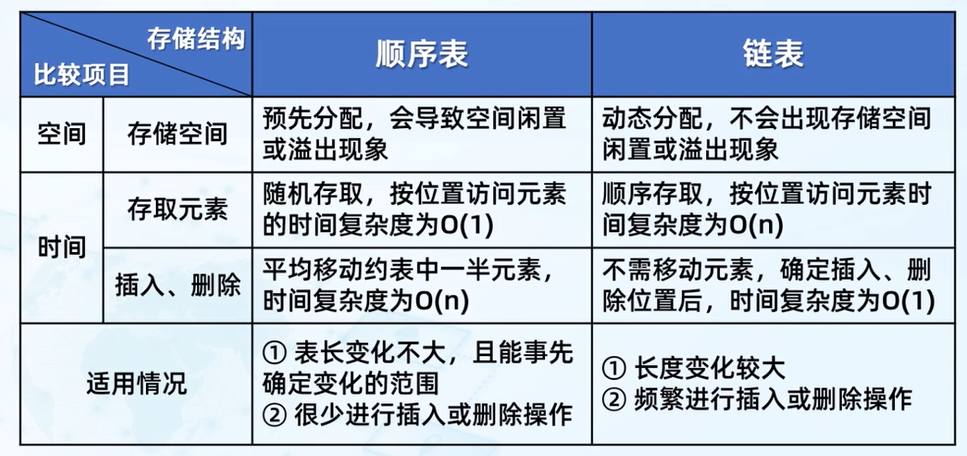 存储结构
比较项目
顺序表
链表
空间
存储空间
预先分配，会导致空间闲置
或溢出现象
动态分配，不会出现存储空间
闲置或溢出现象
时间
存取元素
随机存取，按位置访问元素
的时间复杂度为O(1)
顺序存取，按位置访问元素时
间复杂度为O(n)
插入、删除
平均移动约表中一半元素，
时间复杂度为O(n)
不需移动元素，确定插入、删
除位置后，时间复杂度为O(1)
适用情况
① 表长变化不大，且能事先
确定变化的范围
② 很少进行插入或删除操作
① 长度变化较大
② 频繁进行插入或删除操作